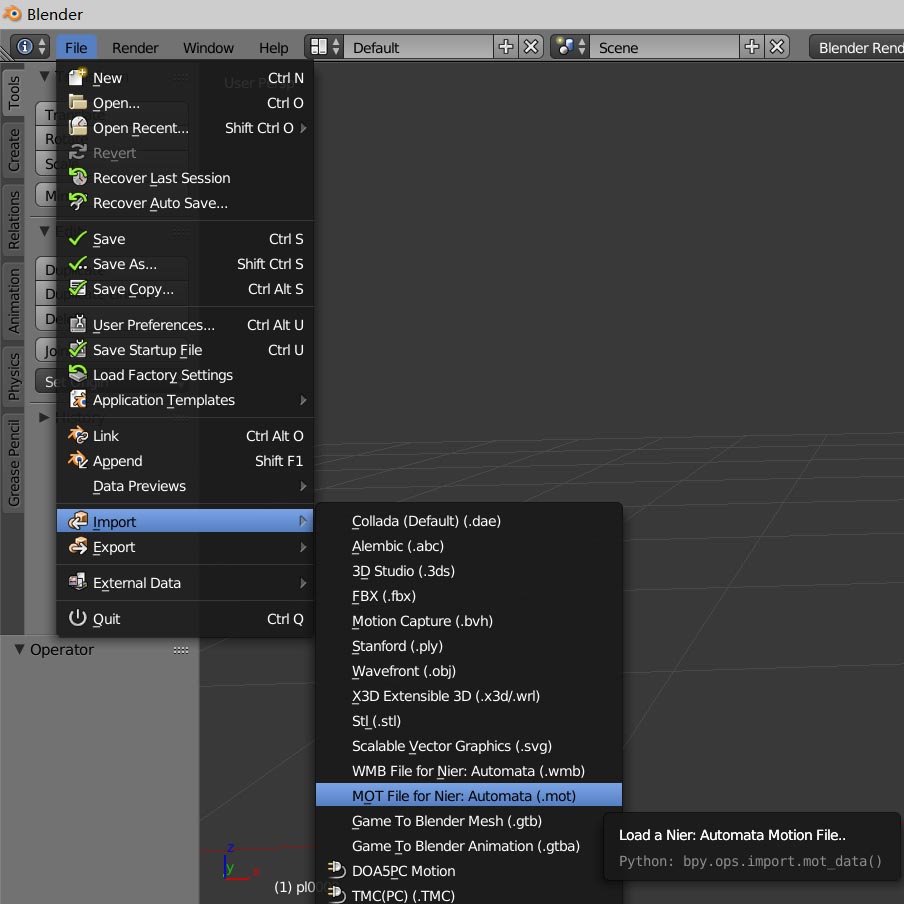 Blender
File Render Window Help Default Scene Blender Rend
Tools
Create
Relations
Animation
Physics
Grease Pencil
New Ctrl N
Open... Ctrl O
Open Recent... Shift Ctrl O
Revert
Recover Last Session
Recover Auto Save...
Save Ctrl S
Save As... Shift Ctrl S
Save Copy... Ctrl Alt S
User Preferences... Ctrl Alt U
Save Startup File Ctrl U
Load Factory Settings
Application Templates
Link Ctrl Alt O
Append Shift F1
Data Previews
Import
Export
External Data
Quit Ctrl Q
Operator
Collada (Default) (.dae)
Alembic (.abc)
3D Studio (.3ds)
FBX (.fbx)
Motion Capture (.bvh)
Stanford (.ply)
Wavefront (.obj)
X3D Extensible 3D (.x3d/.wrl)
Stl (.stl)
Scalable Vector Graphics (.svg)
WMB File for Nier: Automata (.wmb)
MOT File for Nier: Automata (.mot)
Game To Blender Mesh (.gtb)
Game To Blender Animation (.gtba)
DOA5PC Motion
TMC(PC) (.TMC)
Load a Nier: Automata Motion File..
Python: bpy.ops.import.mot_data()
z
y
x
(1) pl00